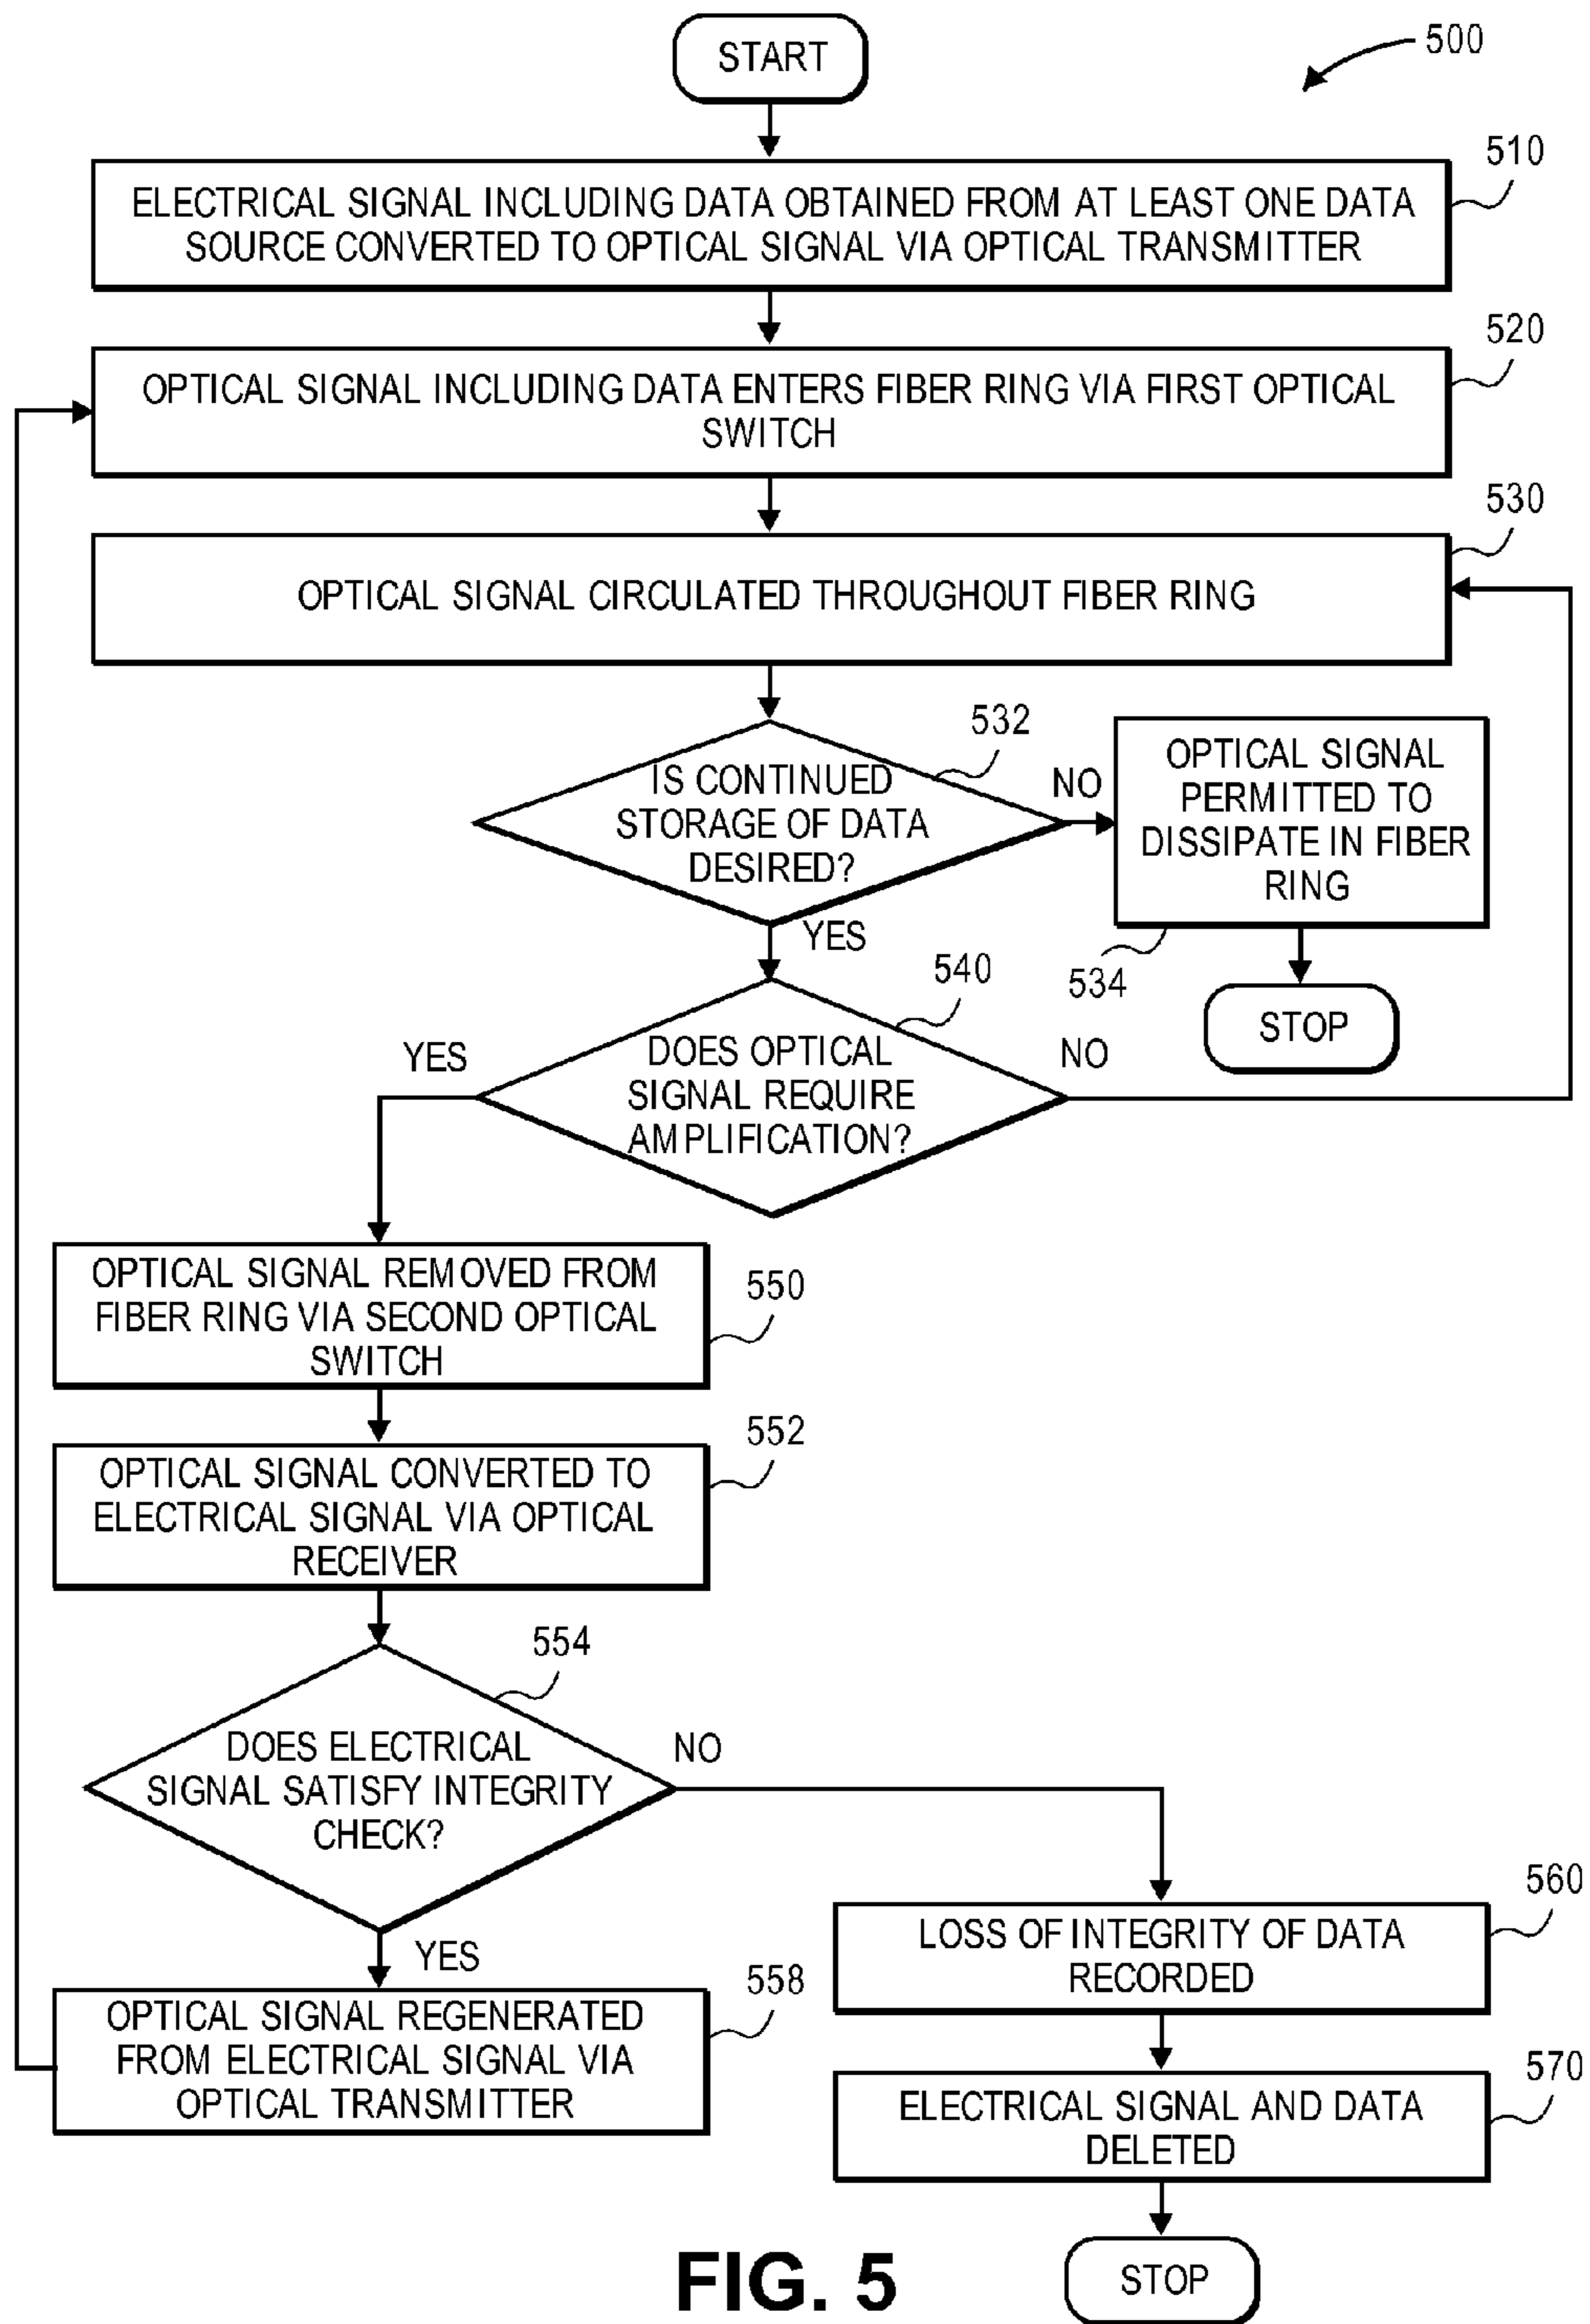 START
500
510
ELECTRICAL SIGNAL INCLUDING DATA OBTAINED FROM AT LEAST ONE DATA
SOURCE CONVERTED TO OPTICAL SIGNAL VIA OPTICAL TRANSMITTER
520
OPTICAL SIGNAL INCLUDING DATA ENTERS FIBER RING VIA FIRST OPTICAL
SWITCH
530
OPTICAL SIGNAL CIRCULATED THROUGHOUT FIBER RING
532
IS CONTINUED
STORAGE OF DATA
DESIRED?
NO
OPTICAL SIGNAL
PERMITTED TO
DISSIPATE IN FIBER
RING
534
STOP
YES
540
DOES OPTICAL
SIGNAL REQUIRE
AMPLIFICATION?
YES
NO
OPTICAL SIGNAL REMOVED FROM
FIBER RING VIA SECOND OPTICAL
SWITCH
550
OPTICAL SIGNAL CONVERTED TO
ELECTRICAL SIGNAL VIA OPTICAL
RECEIVER
552
554
DOES ELECTRICAL
SIGNAL SATISFY INTEGRITY
CHECK?
NO
YES
OPTICAL SIGNAL REGENERATED
FROM ELECTRICAL SIGNAL VIA
OPTICAL TRANSMITTER
558
560
LOSS OF INTEGRITY OF DATA
RECORDED
570
ELECTRICAL SIGNAL AND DATA
DELETED
STOP
FIG. 5